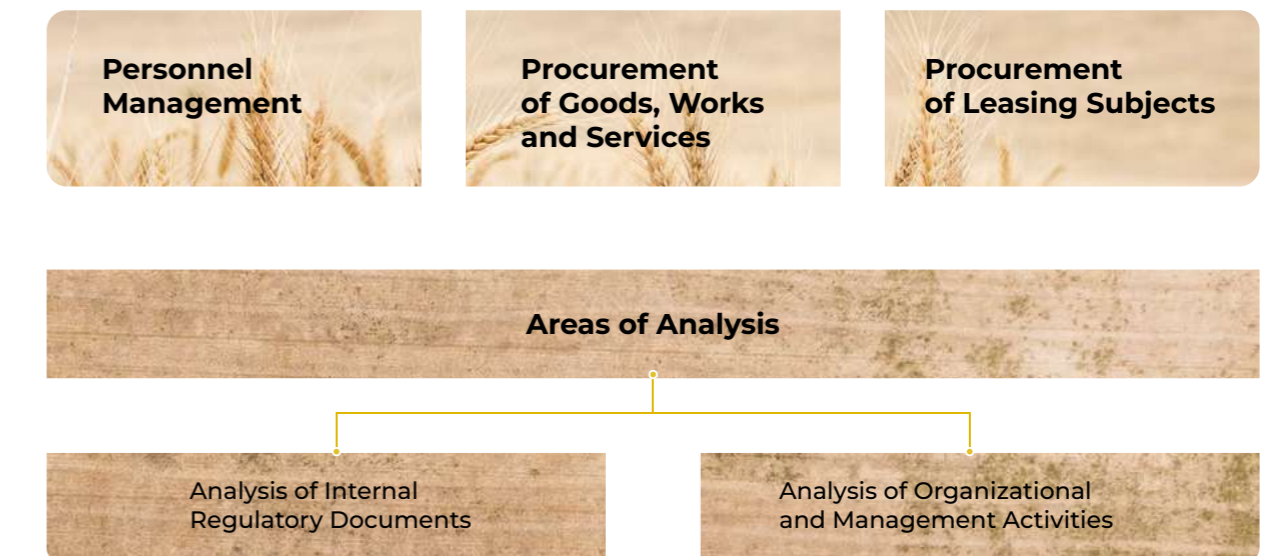 Personnel
Management
Procurement
of Goods, Works
and Services
Procurement
of Leasing Subjects
Areas of Analysis
Analysis of Internal
Regulatory Documents
Analysis of Organizational
and Management Activities